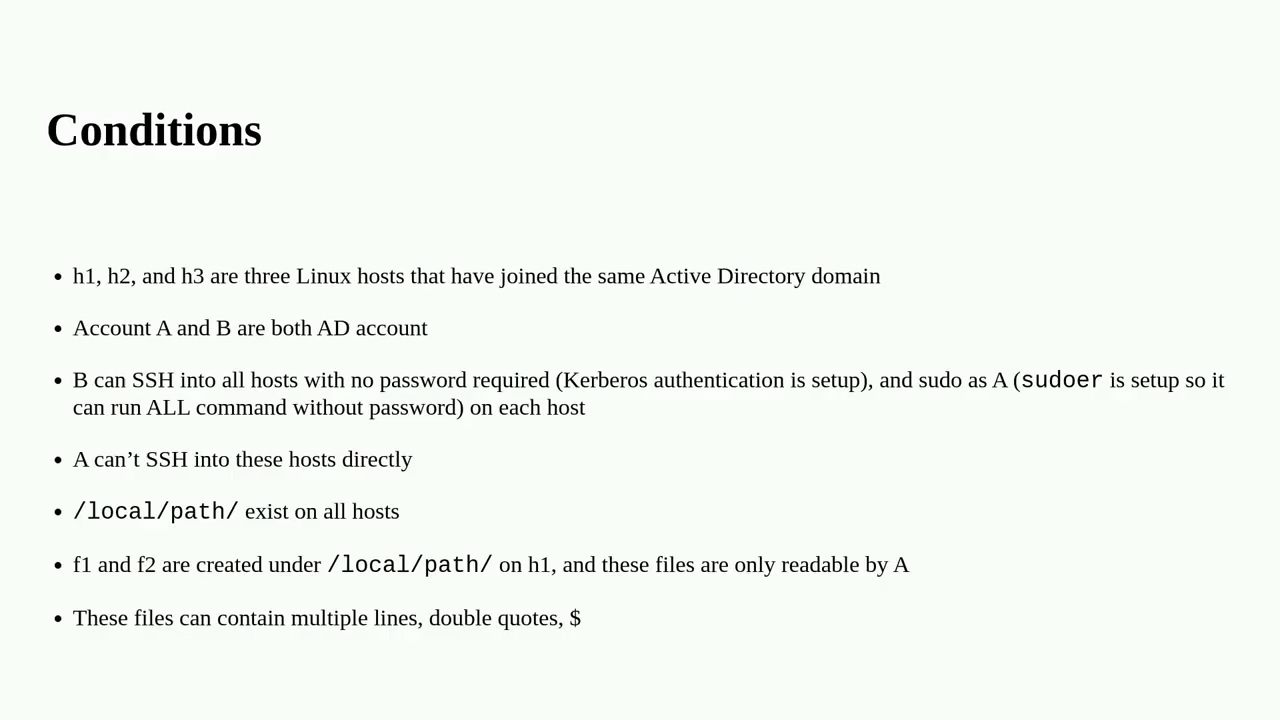 Conditions
• h1, h2, and h3 are three Linux hosts that have joined the same Active Directory domain
• Account A and B are both AD account
• B can SSH into all hosts with no password required (Kerberos authentication is setup), and sudo as A (sudoer is setup so it
can run ALL command without password) on each host
• A can’t SSH into these hosts directly
• /local/path/ exist on all hosts
• f1 and f2 are created under /local/path/ on h1, and these files are only readable by A
• These files can contain multiple lines, double quotes, $